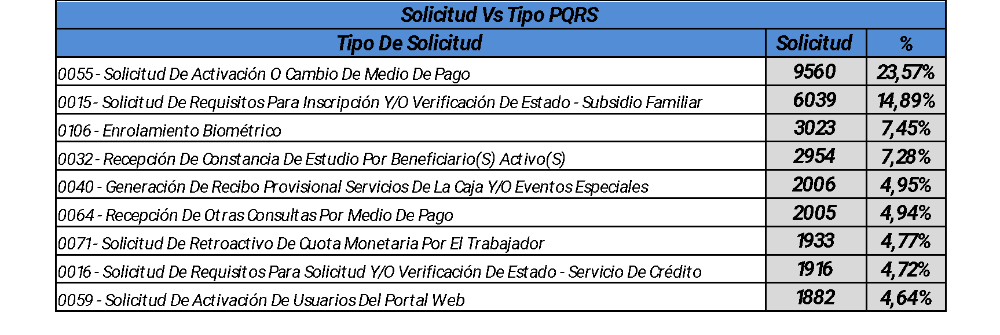 Solicitud Vs Tipo PQRS
Tipo De Solicitud Solicitud %
0055 - Solicitud De Activación O Cambio De Medio De Pago 9560 23,57%
0015 - Solicitud De Requisitos Para Inscripción Y/O Verificación De Estado - Subsidio Familiar 6039 14,89%
0106 - Enrolamiento Biométrico 3023 7,45%
0032 - Recepción De Constancia De Estudio Por Beneficiario(S) Activo(S) 2954 7,28%
0040 - Generación De Recibo Provisional Servicios De La Caja Y/O Eventos Especiales 2006 4,95%
0064 - Recepción De Otras Consultas Por Medio De Pago 2005 4,94%
0071 - Solicitud De Retroactivo De Cuota Monetaria Por El Trabajador 1933 4,77%
0016 - Solicitud De Requisitos Para Solicitud Y/O Verificación De Estado - Servicio De Crédito 1916 4,72%
0059 - Solicitud De Activación De Usuarios Del Portal Web 1882 4,64%